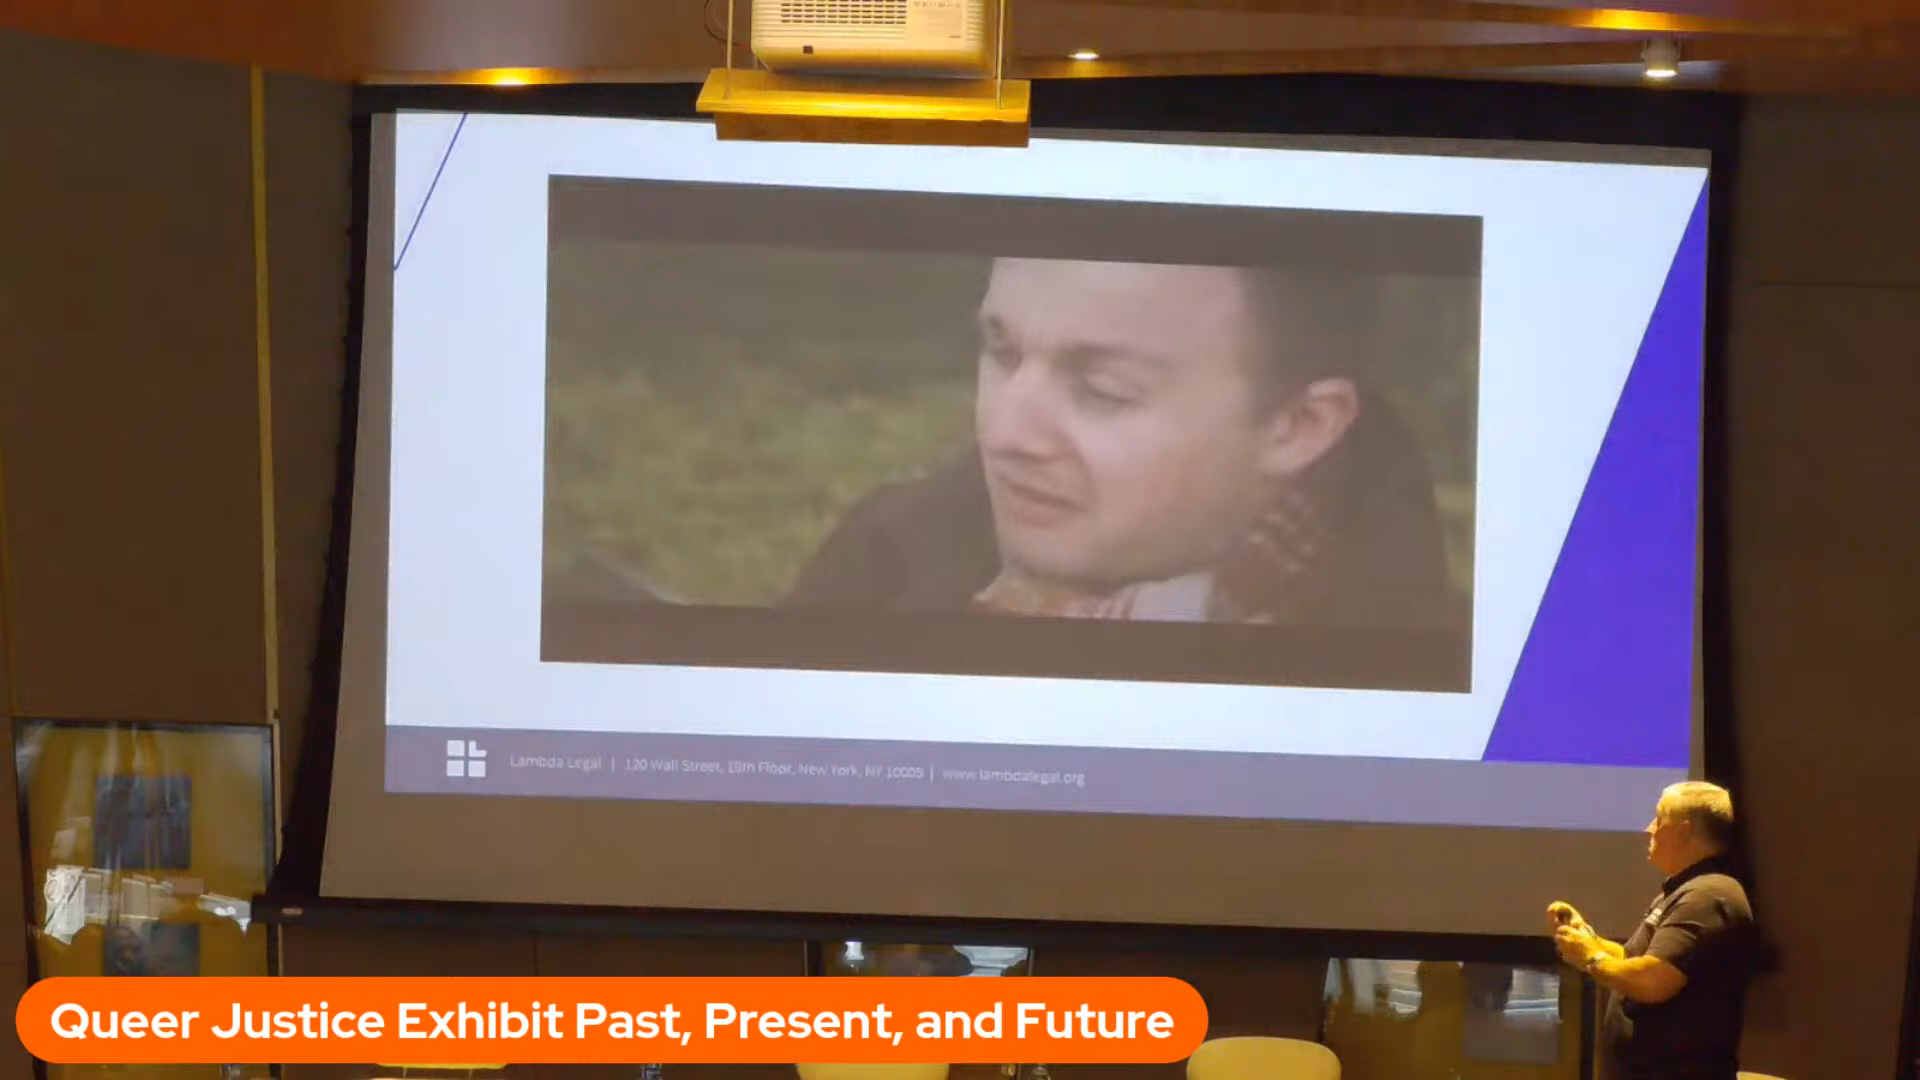 Lambda Legal | 120 Wall Street, 19th Floor, New York, NY 10005 | www.lambdalegal.org
Queer Justice Exhibit Past, Present, and Future